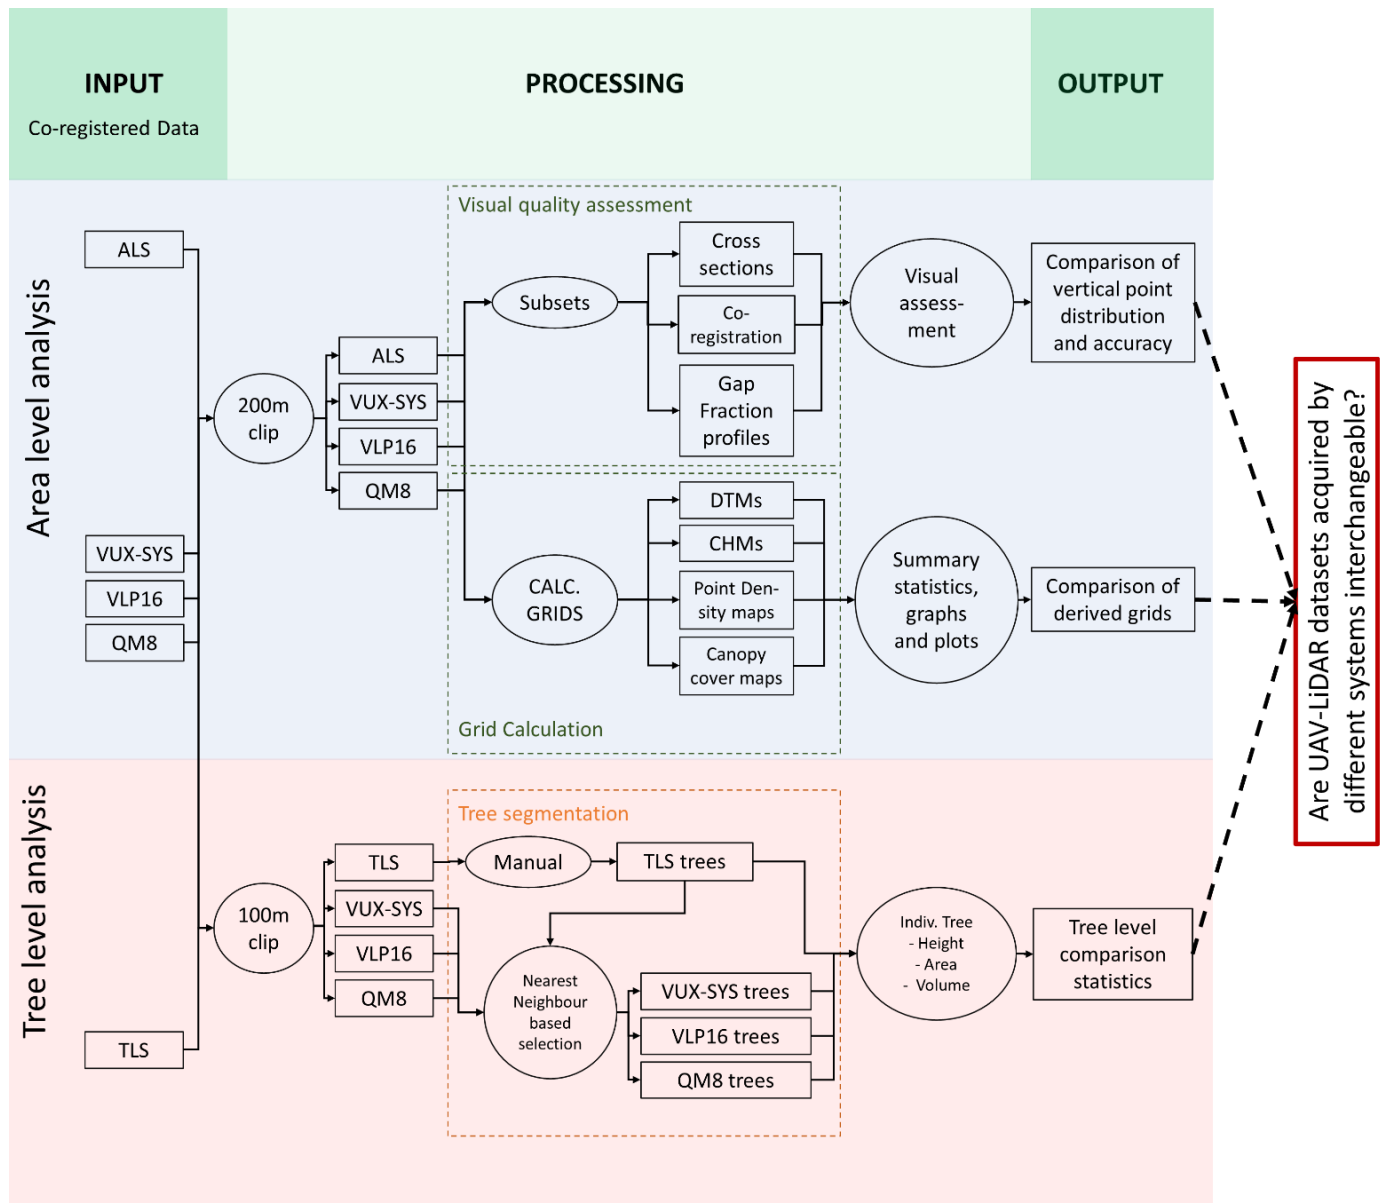 INPUT
Co-registered Data
PROCESSING
OUTPUT
Area level analysis
ALS
VUX-SYS
VLP16
QM8
200m
clip
ALS
VUX-SYS
VLP16
QM8
Visual quality assessment
Subsets
Cross
sections
Co-
registration
Gap
Fraction
profiles
Visual
assess-
ment
Comparison of
vertical point
distribution
and accuracy
CALC.
GRIDS
DTMs
CHMs
Point Den-
sity maps
Canopy
cover maps
Grid Calculation
Summary
statistics,
graphs
and plots
Comparison of
derived grids
Tree level analysis
TLS
100m
clip
TLS
VUX-SYS
VLP16
QM8
Tree segmentation
Manual
TLS trees
Nearest
Neighbour
based
selection
VUX-SYS trees
VLP16 trees
QM8 trees
Indiv. Tree
- Height
- Area
- Volume
Tree level
comparison
statistics
Are UAV-LiDAR datasets acquired by
different systems interchangeable?